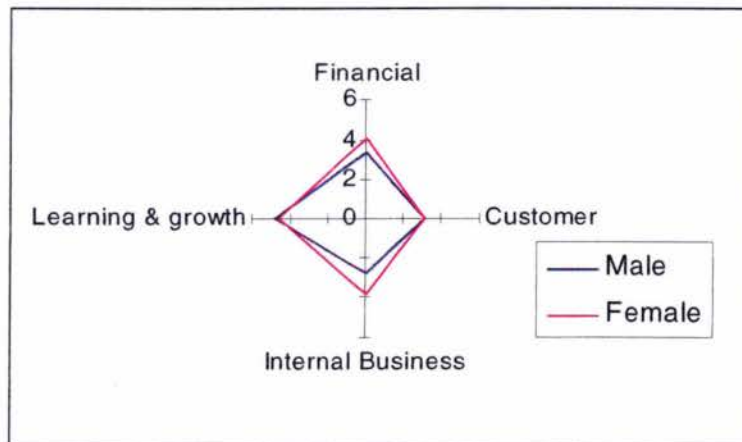 Financial
6
4
2
0
Learning & growth
Customer
Male
Female
Internal Business